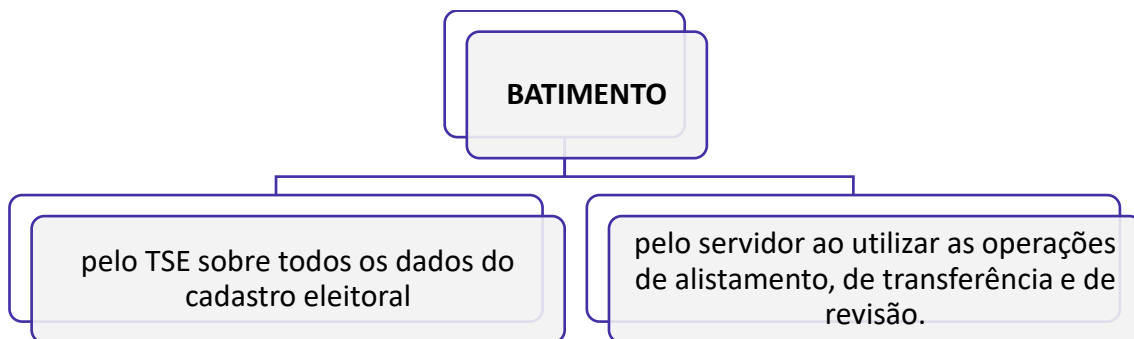 BATIMENTO
pelo TSE sobre todos os dados do
cadastro eleitoral
pelo servidor ao utilizar as operações
de alistamento, de transferência e de
revisão.